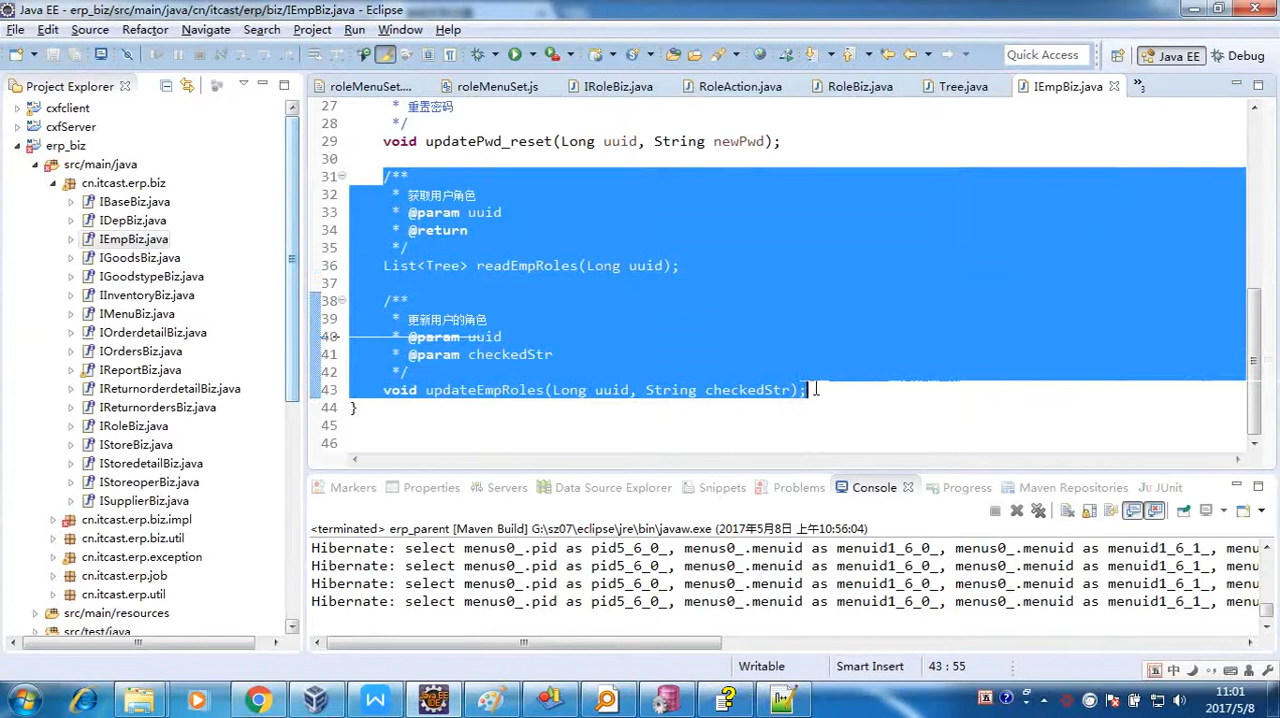 Java EE - erp_biz/src/main/java/cn/itcast/erp/biz/IEmpBiz.java - Eclipse
File Edit Source Refactor Navigate Search Project Run Window Help
Quick Access
Java EE
Debug
Project Explorer
roleMenuSet....
roleMenuSet.js
IRoleBiz.java
RoleAction.java
RoleBiz.java
Tree.java
IEmpBiz.java
»3
cxfclient
cxfServer
erp_biz
src/main/java
cn.itcast.erp.biz
IBaseBiz.java
IDepBiz.java
IEmpBiz.java
IGoodsBiz.java
IGoodstypeBiz.java
IInventoryBiz.java
IMenuBiz.java
IOrderdetailBiz.java
IOrdersBiz.java
IReportBiz.java
IReturnorderdetailBiz.java
IReturnordersBiz.java
IRoleBiz.java
IStoreBiz.java
IStoredetailBiz.java
IStoreoperBiz.java
ISupplierBiz.java
cn.itcast.erp.biz.impl
cn.itcast.erp.biz.util
cn.itcast.erp.exception
cn.itcast.erp.job
cn.itcast.erp.util
src/main/resources
src/test/java
27 * 重置密码
28 */
29 void updatePwd_reset(Long uuid, String newPwd);
30
31 /**
32 * 获取用户角色
33 * @param uuid
34 * @return
35 */
36 List<Tree> readEmpRoles(Long uuid);
37
38 /**
39 * 更新用户的角色
40 * @param uuid
41 * @param checkedStr
42 */
43 void updateEmpRoles(Long uuid, String checkedStr);
44 }
45
46
Markers Properties Servers Data Source Explorer Snippets Problems Console Progress Maven Repositories JUnit
<terminated> erp_parent [Maven Build] G:\sz07\eclipse\jre\bin\javaw.exe (2017年5月8日 上午10:56:04)
Hibernate: select menus0_.pid as pid5_6_0_, menus0_.menuid as menuid1_6_0_, menus0_.menuid as menuid1_6_1_, menu
Hibernate: select menus0_.pid as pid5_6_0_, menus0_.menuid as menuid1_6_0_, menus0_.menuid as menuid1_6_1_, menu
Hibernate: select menus0_.pid as pid5_6_0_, menus0_.menuid as menuid1_6_0_, menus0_.menuid as menuid1_6_1_, menu
Hibernate: select menus0_.pid as pid5_6_0_, menus0_.menuid as menuid1_6_0_, menus0_.menuid as menuid1_6_1_, menu
Writable
Smart Insert
43 : 55
中
11:01
2017/5/8